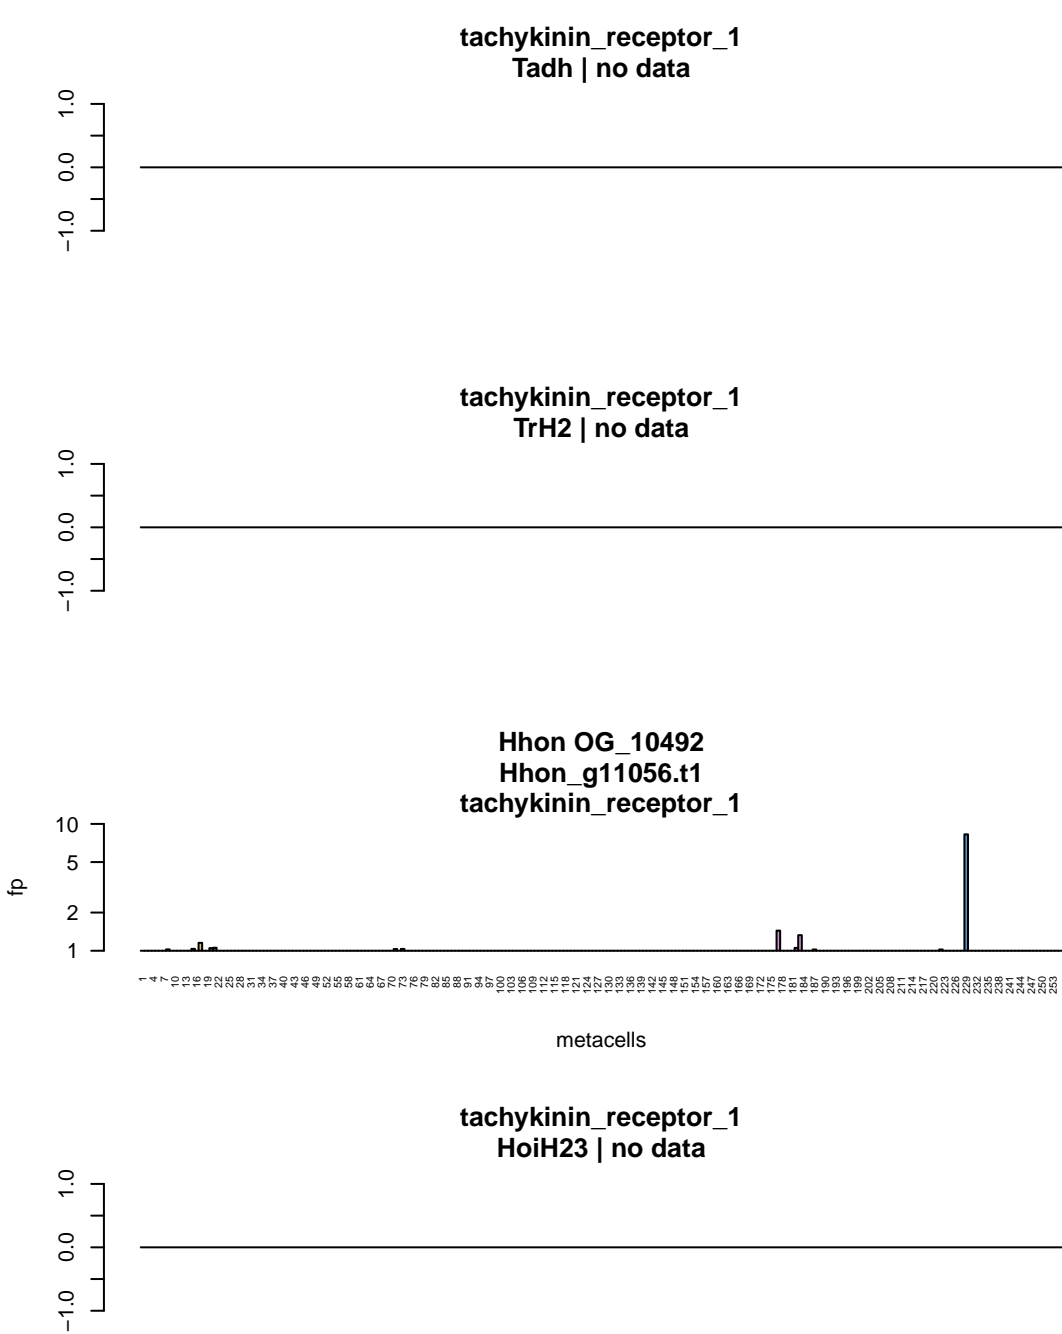 tachykinin_receptor_1
Tadh | no data
1.0
0.0
−1.0
tachykinin_receptor_1
TrH2 | no data
1.0
0.0
−1.0
Hhon OG_10492
Hhon_g11056.t1
tachykinin_receptor_1
10
5
2
1
fp
1 4 7 10 13 16 19 22 25 28 31 34 37 40 43 46 49 52 55 58 61 64 67 70 73 76 79 82 85 88 91 94 97 100 103 106 109 112 115 118 121 124 127 130 133 136 139 142 145 148 151 154 157 160 163 166 169 172 175 178 181 184 187 190 193 196 199 202 205 208 211 214 217 220 223 226 229 232 235 238 241 244 247 250 253
metacells
tachykinin_receptor_1
HoiH23 | no data
1.0
0.0
−1.0